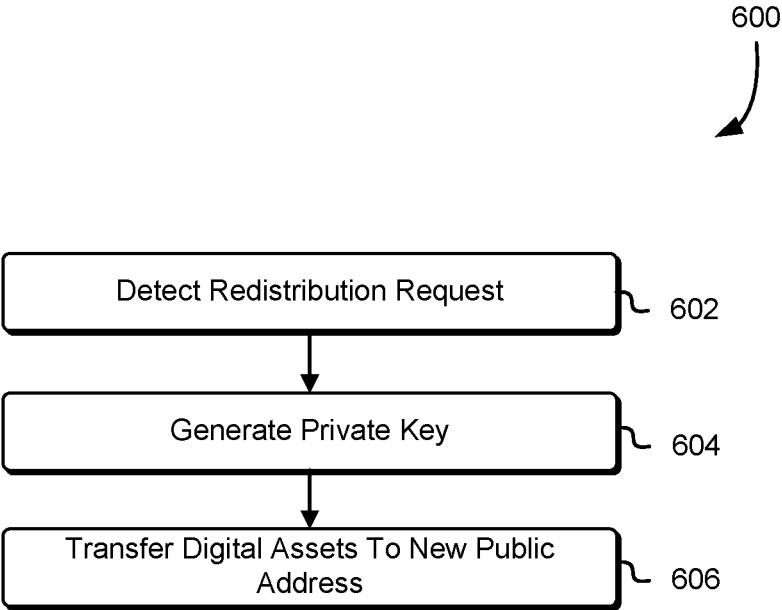 600
Detect Redistribution Request
602
Generate Private Key
604
Transfer Digital Assets To New Public
Address
606